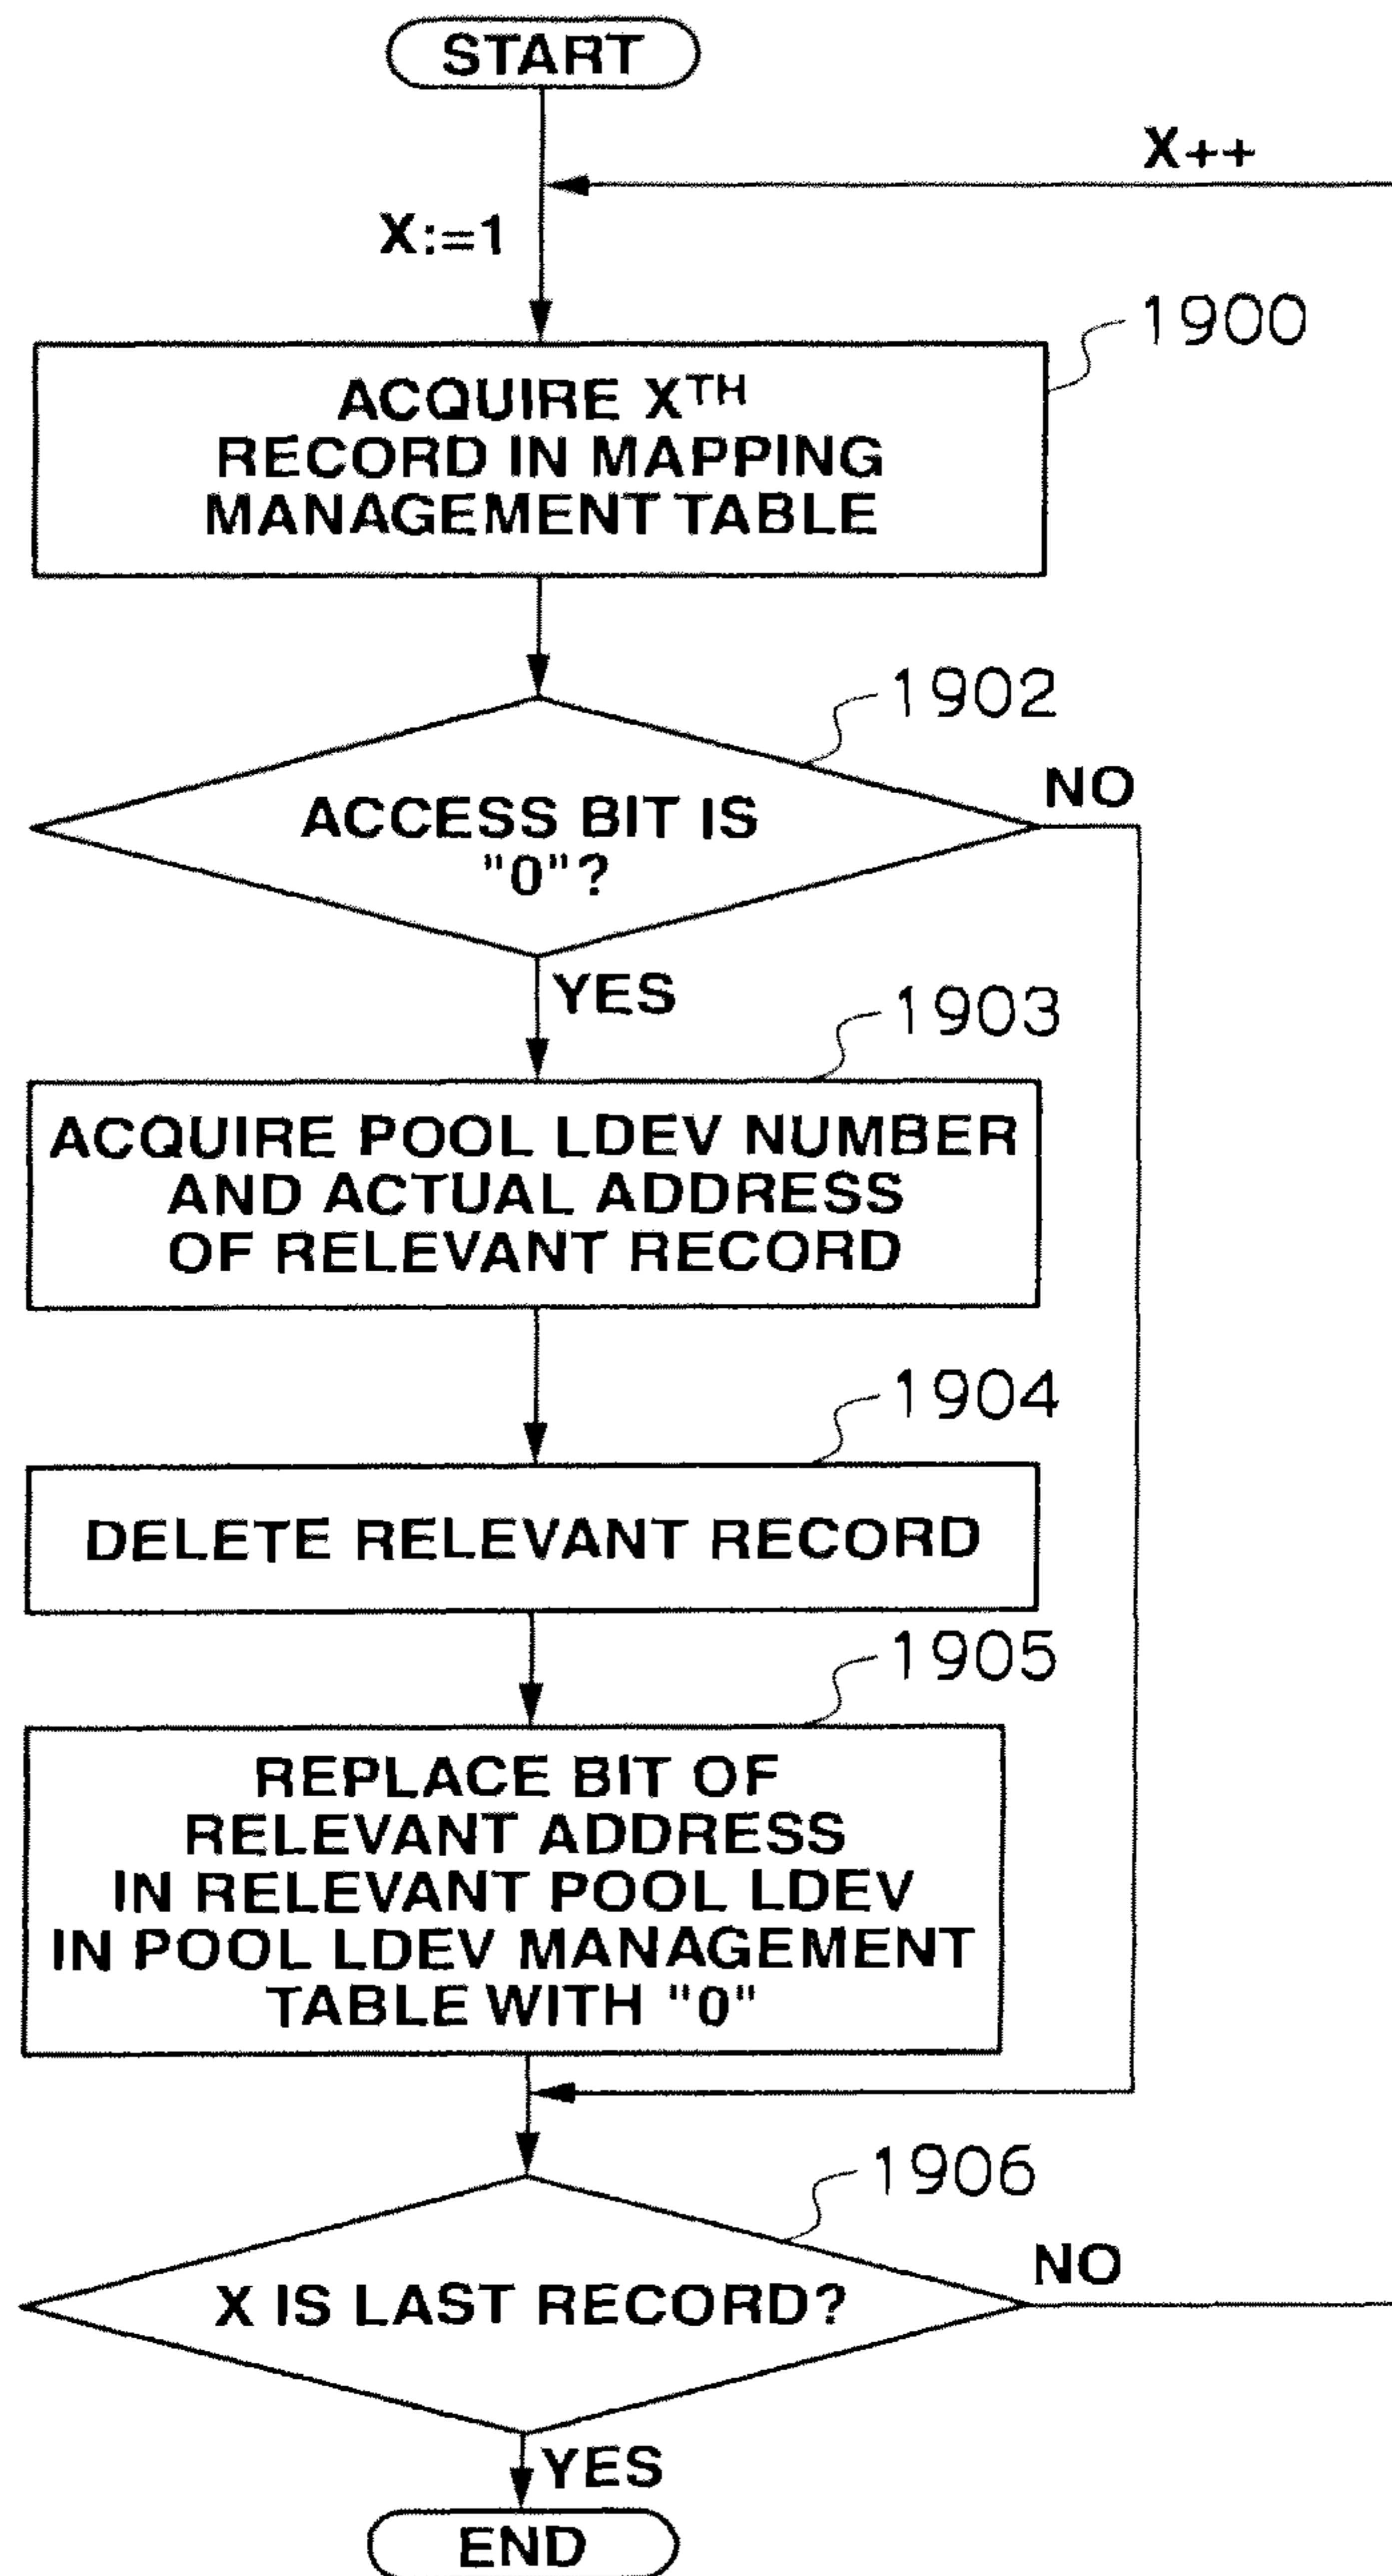 START
X++
X:=1
1900
ACQUIRE XTH
RECORD IN MAPPING
MANAGEMENT TABLE
1902
ACCESS BIT IS
"0"?
NO
YES
1903
ACQUIRE POOL LDEV NUMBER
AND ACTUAL ADDRESS
OF RELEVANT RECORD
1904
DELETE RELEVANT RECORD
1905
REPLACE BIT OF
RELEVANT ADDRESS
IN RELEVANT POOL LDEV
IN POOL LDEV MANAGEMENT
TABLE WITH "0"
1906
X IS LAST RECORD?
NO
YES
END